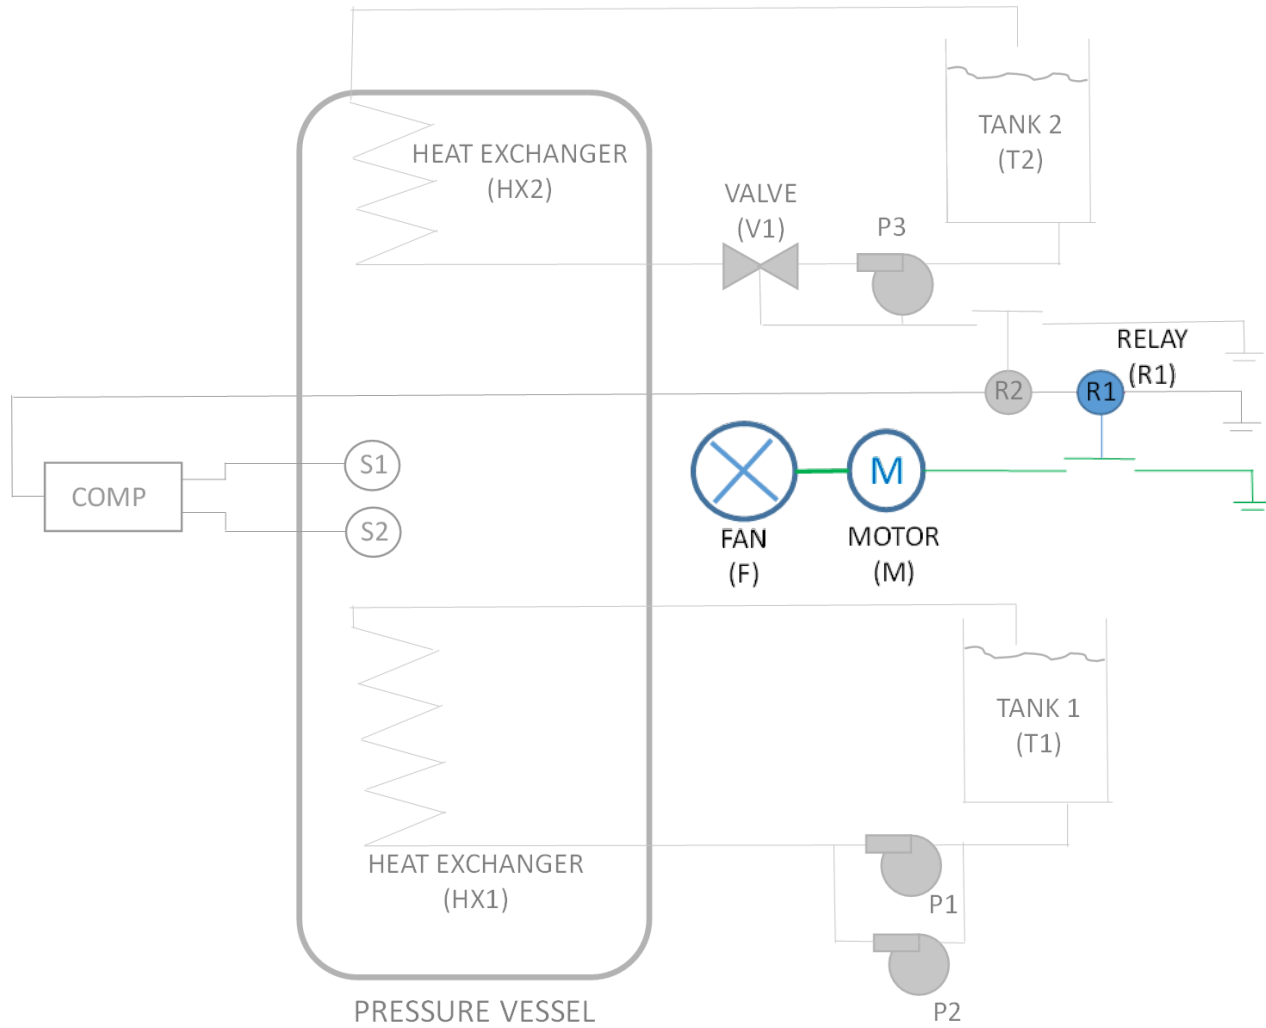 TANK 2
(T2)
HEAT EXCHANGER
(HX2)
VALVE
(V1)
P3
RELAY
(R1)
R2
R1
S1
COMP
M
S2
FAN
(F)
MOTOR
(M)
TANK 1
(T1)
HEAT EXCHANGER
(HX1)
P1
P2
PRESSURE VESSEL